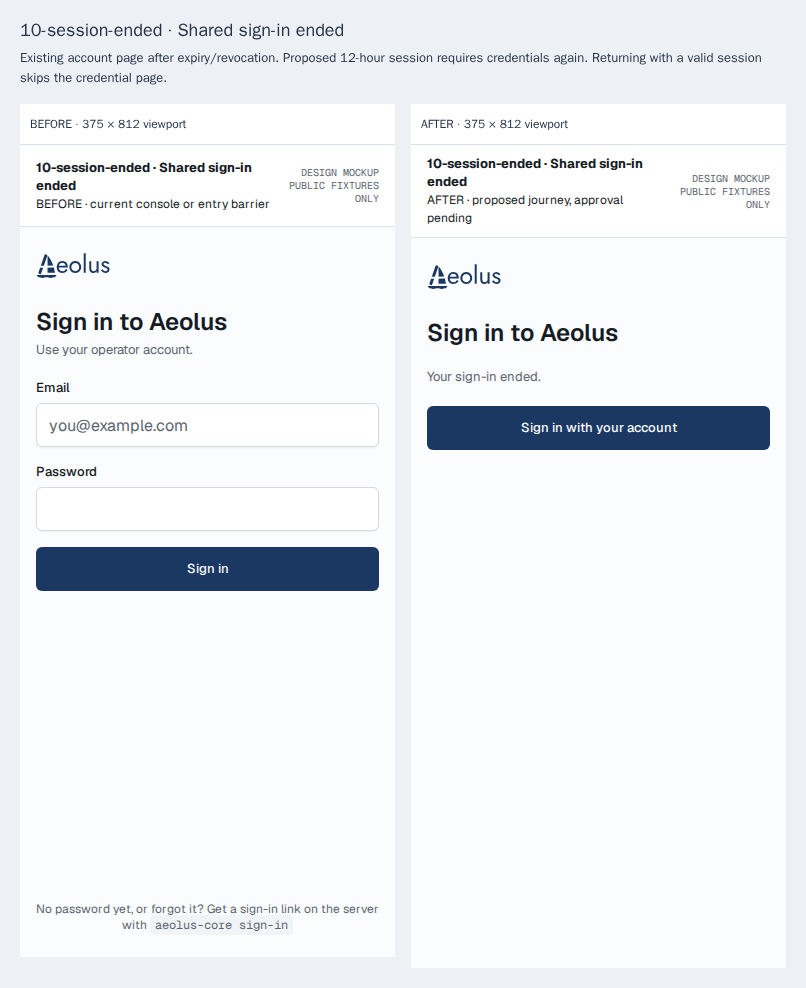 10-session-ended · Shared sign-in ended
Existing account page after expiry/revocation. Proposed 12-hour session requires credentials again. Returning with a valid session
skips the credential page.
BEFORE · 375 × 812 viewport
10-session-ended · Shared sign-in
ended
BEFORE · current console or entry barrier
DESIGN MOCKUP
PUBLIC FIXTURES
ONLY
Aeolus
Sign in to Aeolus
Use your operator account.
Email
you@example.com
Password
Sign in
No password yet, or forgot it? Get a sign-in link on the server
with aeolus-core sign-in
AFTER · 375 × 812 viewport
10-session-ended · Shared sign-in
ended
AFTER · proposed journey, approval
pending
DESIGN MOCKUP
PUBLIC FIXTURES
ONLY
Aeolus
Sign in to Aeolus
Your sign-in ended.
Sign in with your account